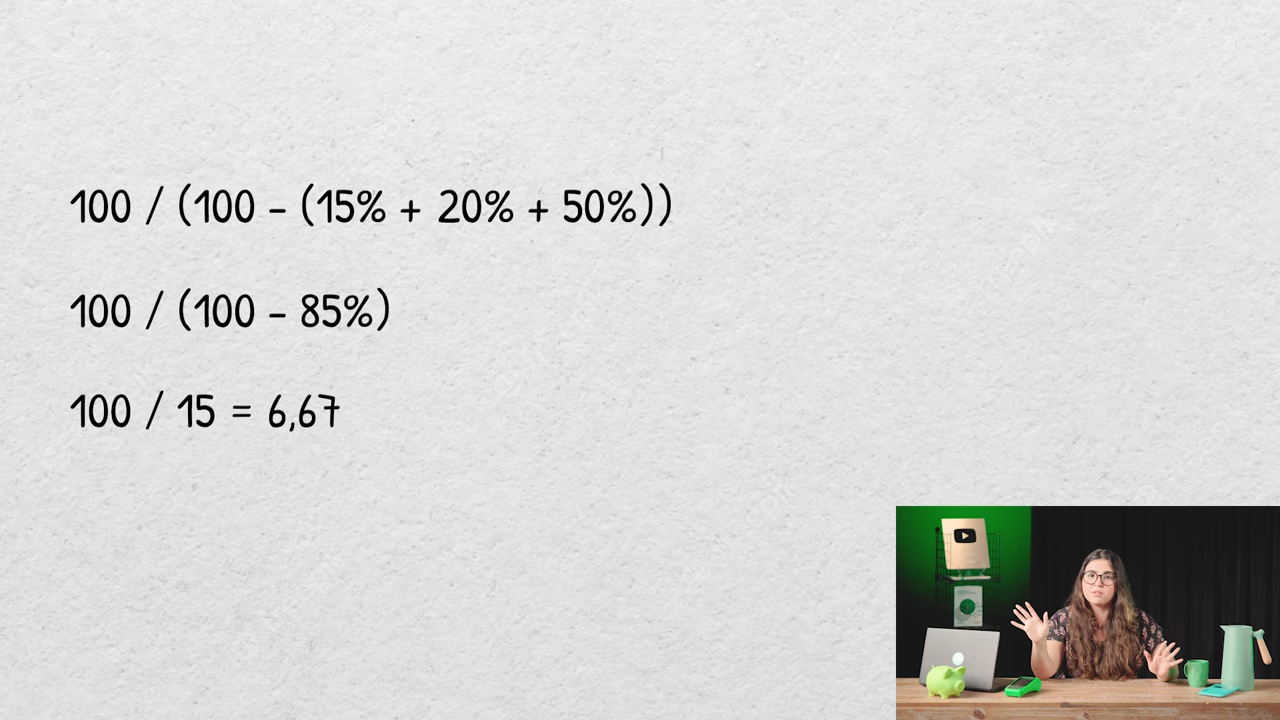 100 / (100 - (15% + 20% + 50%))
100 / (100 - 85%)
100 / 15 = 6,67